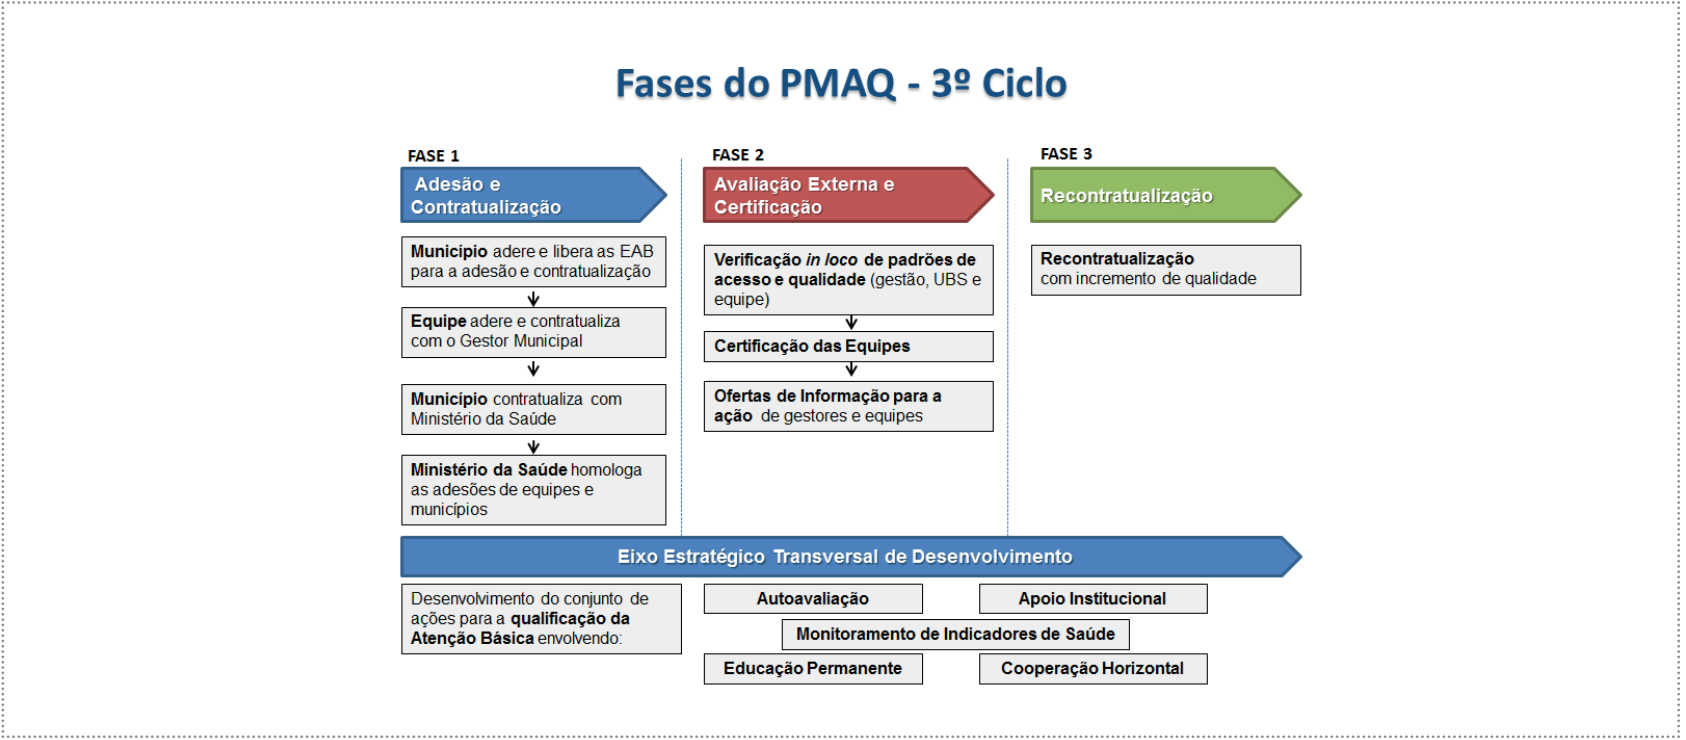 Fases do PMAQ - 3º Ciclo
FASE 1
Adesão e
Contratualização
Município adere e libera as EAB
para a adesão e contratualização
Equipe adere e contratualiza
com o Gestor Municipal
Município contratualiza com
Ministério da Saúde
Ministério da Saúde homologa
as adesões de equipes e
municípios
FASE 2
Avaliação Externa e
Certificação
Verificação in loco de padrões de
acesso e qualidade (gestão, UBS e
equipe)
Certificação das Equipes
Ofertas de Informação para a
ação de gestores e equipes
FASE 3
Recontratualização
Recontratualização
com incremento de qualidade
Eixo Estratégico Transversal de Desenvolvimento
Desenvolvimento do conjunto de
ações para a qualificação da
Atenção Básica envolvendo:
Autoavaliação
Apoio Institucional
Monitoramento de Indicadores de Saúde
Educação Permanente
Cooperação Horizontal